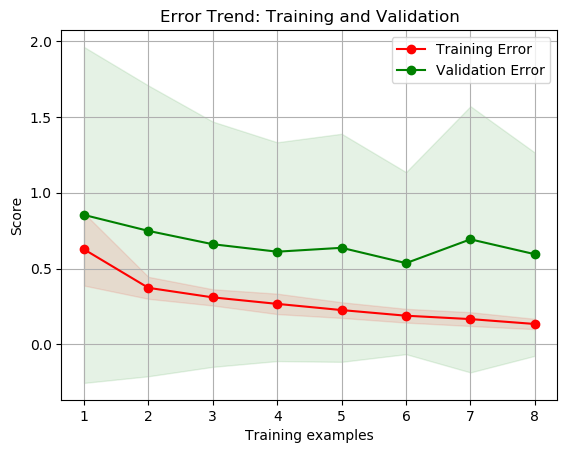 Error Trend: Training and Validation
2.0
1.5
1.0
0.5
0.0
Score
Training Error
Validation Error
1 2 3 4 5 6 7 8
Training examples